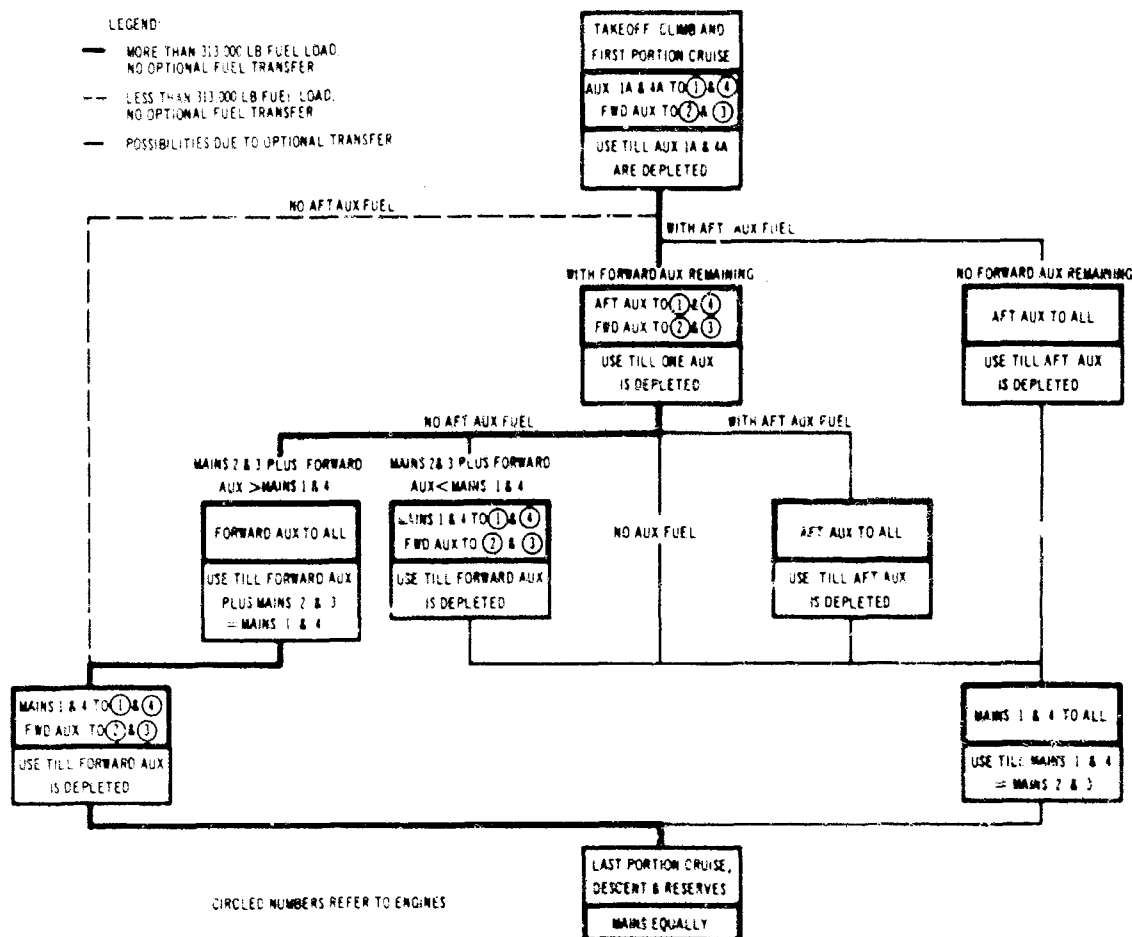 LEGEND:
MORE THAN 313 000 LB FUEL LOAD,
NO OPTIONAL FUEL TRANSFER
LESS THAN 313 000 LB FUEL LOAD,
NO OPTIONAL FUEL TRANSFER
POSSIBILITIES DUE TO OPTIONAL TRANSFER
TAKEOFF CLIMB AND
FIRST PORTION CRUISE
AUX 1A & 4A TO 1 & 4
FWD AUX TO 2 & 3
USE TILL AUX 1A & 4A
ARE DEPLETED
NO AFT AUX FUEL
WITH AFT AUX FUEL
WITH FORWARD AUX REMAINING
AFT AUX TO 1 & 4
FWD AUX TO 2 & 3
USE TILL ONE AUX
IS DEPLETED
NO FORWARD AUX REMAINING
AFT AUX TO ALL
USE TILL AFT AUX
IS DEPLETED
NO AFT AUX FUEL
WITH AFT AUX FUEL
MAINS 2 & 3 PLUS FORWARD
AUX > MAINS 1 & 4
FORWARD AUX TO ALL
USE TILL FORWARD AUX
PLUS MAINS 2 & 3
= MAINS 1 & 4
MAINS 2 & 3 PLUS FORWARD
AUX < MAINS 1 & 4
MAINS 1 & 4 TO 1 & 4
FWD AUX TO 2 & 3
USE TILL FORWARD AUX
IS DEPLETED
NO AUX FUEL
AFT AUX TO ALL
USE TILL AFT AUX
IS DEPLETED
MAINS 1 & 4 TO 1 & 4
FWD AUX TO 2 & 3
USE TILL FORWARD AUX
IS DEPLETED
MAINS 1 & 4 TO ALL
USE TILL MAINS 1 & 4
= MAINS 2 & 3
LAST PORTION CRUISE,
DESCENT & RESERVES
MAINS EQUALLY
CIRCLED NUMBERS REFER TO ENGINES